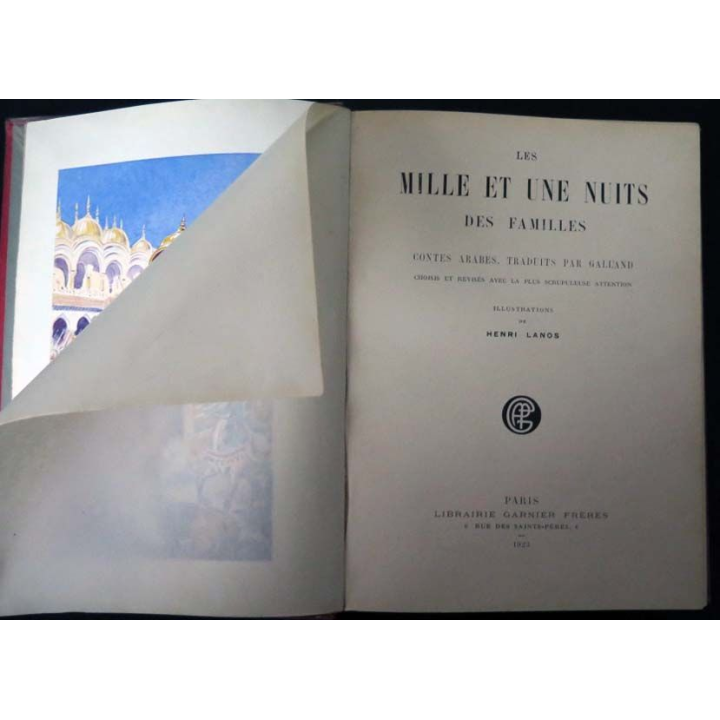 LES
MILLE ET UNE NUITS
DES FAMILLES
CONTES ARABES, TRADUITS PAR GALLAND
CHOISIS ET REVISÉS AVEC LA PLUS SCRUPULEUSE ATTENTION
ILLUSTRATIONS
DE
HENRI LANOS
PARIS
LIBRAIRIE GARNIER FRÈRES
6 RUE DES SAINTS-PÈRES, 6